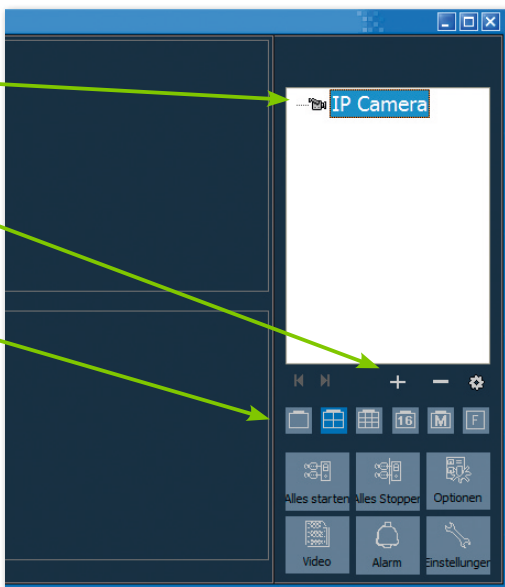 IP Camera
16 M F
Alles starten Alles Stoppen Optionen
Video Alarm Einstellungen